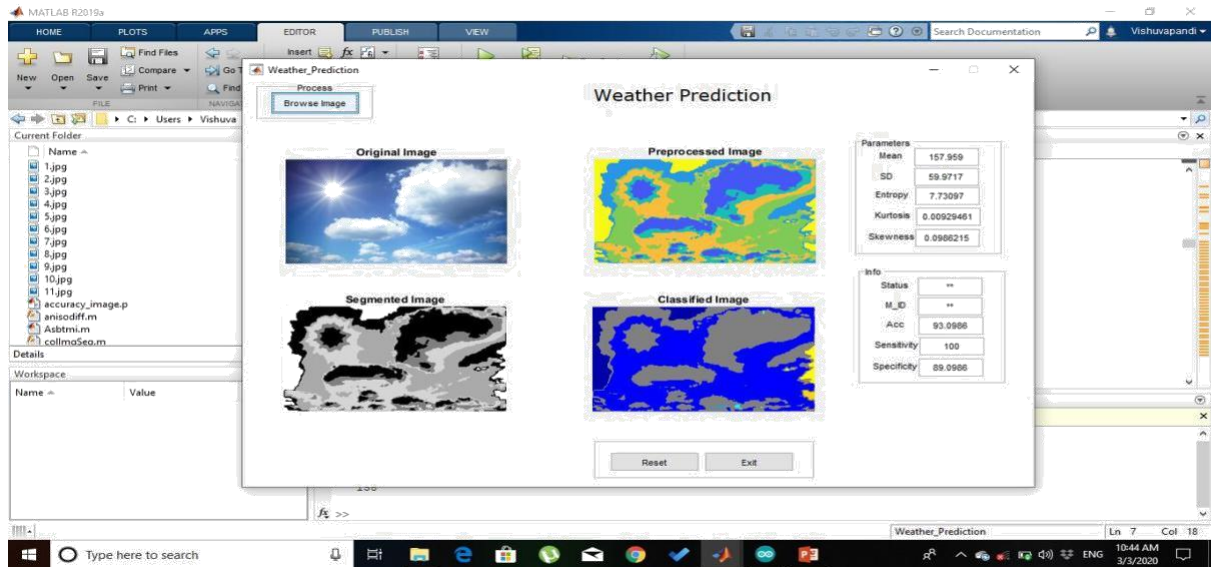 MATLAB R2019a
HOME PLOTS APPS EDITOR PUBLISH VIEW Search Documentation Vishuvapandi
New Open Save Find Files Compare Print Go T Find Insert fx
FILE NAVIGA
C: Users Vishuva
Current Folder
Name
1.jpg
2.jpg
3.jpg
4.jpg
5.jpg
6.jpg
7.jpg
8.jpg
9.jpg
10.jpg
11.jpg
accuracy_image.p
anisodiff.m
Asbtmi.m
Details
Workspace
Name Value
Weather_Prediction
Process
Browse Image
Weather Prediction
Original Image
Preprocessed Image
Segmented Image
Classified Image
Parameters
Mean 157.959
SD 59.9717
Entropy 7.73097
Kurtosis 0.00929461
Skewness 0.0986215
Info
Status **
M_ID **
Acc 93.0986
Sensitivity 100
Specificity 89.0986
Reset Exit
fx >>
Weather_Prediction Ln 7 Col 18
Type here to search ENG 10:44 AM
3/3/2020